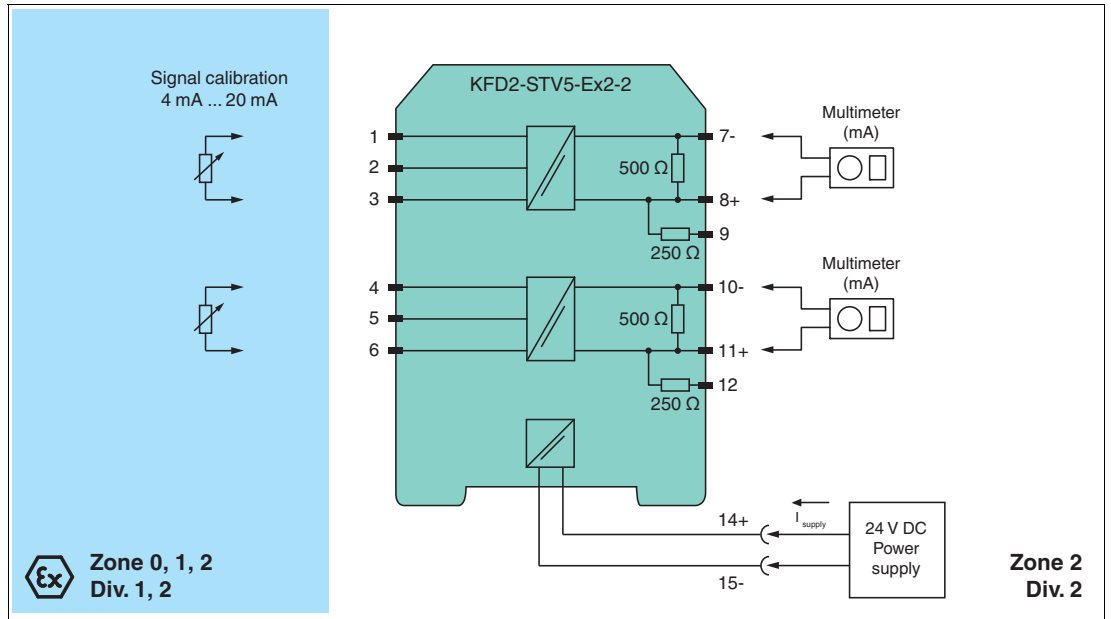 Signal calibration
4 mA ... 20 mA
KFD2-STV5-Ex2-2
1
2
3
4
5
6
500 Ω
250 Ω
500 Ω
250 Ω
7-
8+
9
10-
11+
12
Multimeter
(mA)
Multimeter
(mA)
14+
15-
I supply
24 V DC
Power
supply
Ex
Zone 0, 1, 2
Div. 1, 2
Zone 2
Div. 2